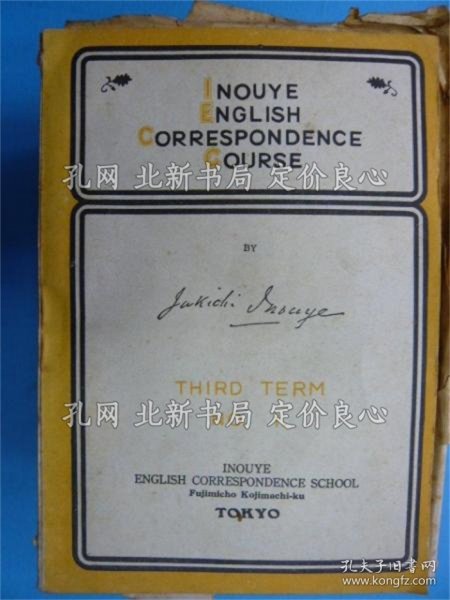 INOUYE
ENGLISH
CORRESPONDENCE
COURSE
孔网 北新书局 定价良心
BY
Jukichi Inouye
THIRD TERM
孔网 北新书局 定价良心
INOUYE
ENGLISH CORRESPONDENCE SCHOOL
Fujimicho Kojimachi-ku
TOKYO
孔夫子旧书网
www.kongfz.com